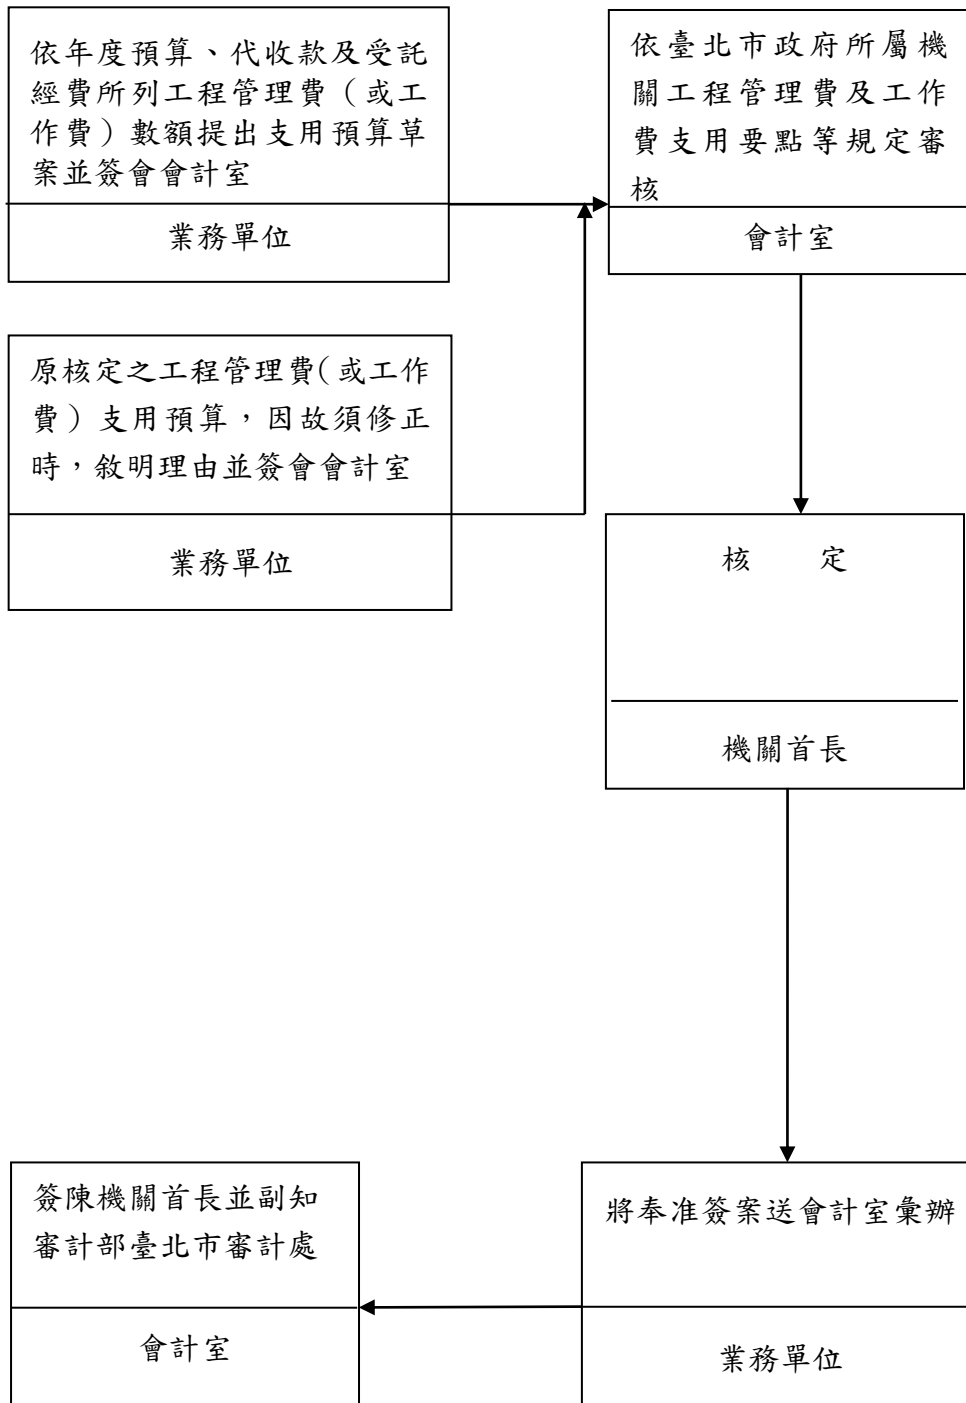 依年度預算、代收款及受託
經費所列工程管理費（或工
作費）數額提出支用預算草
案並簽會會計室
業務單位
依臺北市政府所屬機
關工程管理費及工作
費支用要點等規定審
核
會計室
原核定之工程管理費（或工作
費）支用預算，因故須修正
時，敘明理由並簽會會計室
業務單位
核 定
機關首長
將奉准簽案送會計室彙辦
業務單位
簽陳機關首長並副知
審計部臺北市審計處
會計室